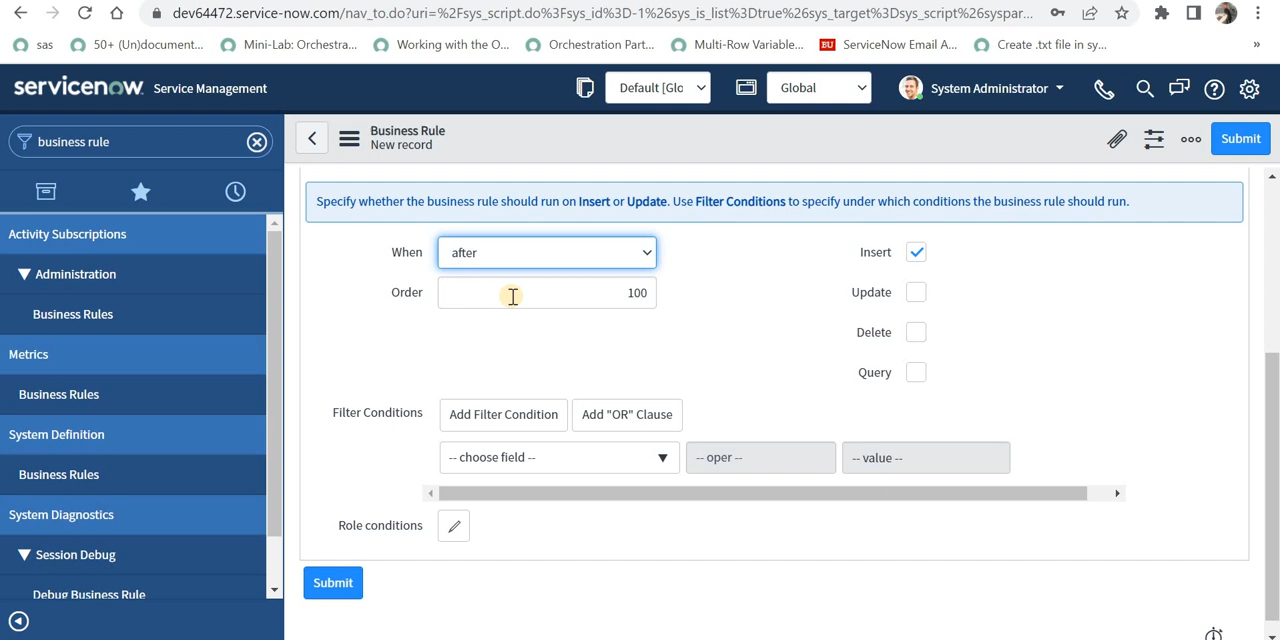 dev64472.service-now.com/nav_to.do?uri=%2Fsys_script.do%3Fsys_id%3D-1%26sys_is_list%3Dtrue%26sys_target%3Dsys_script%26syspar...
sas
50+ (Un)document...
Mini-Lab: Orchestra...
Working with the O...
Orchestration Part...
Multi-Row Variable...
BU
ServiceNow Email A...
Create .txt file in sy...
»
servicenow. Service Management
Default [Glc
Global
System Administrator
business rule
Business Rule
New record
Submit
Activity Subscriptions
Administration
Business Rules
Metrics
Business Rules
System Definition
Business Rules
System Diagnostics
Session Debug
Debug Business Rule
Specify whether the business rule should run on Insert or Update. Use Filter Conditions to specify under which conditions the business rule should run.
When
after
Insert
Order
100
Update
Delete
Query
Filter Conditions
Add Filter Condition
Add "OR" Clause
-- choose field --
-- oper --
-- value --
Role conditions
Submit